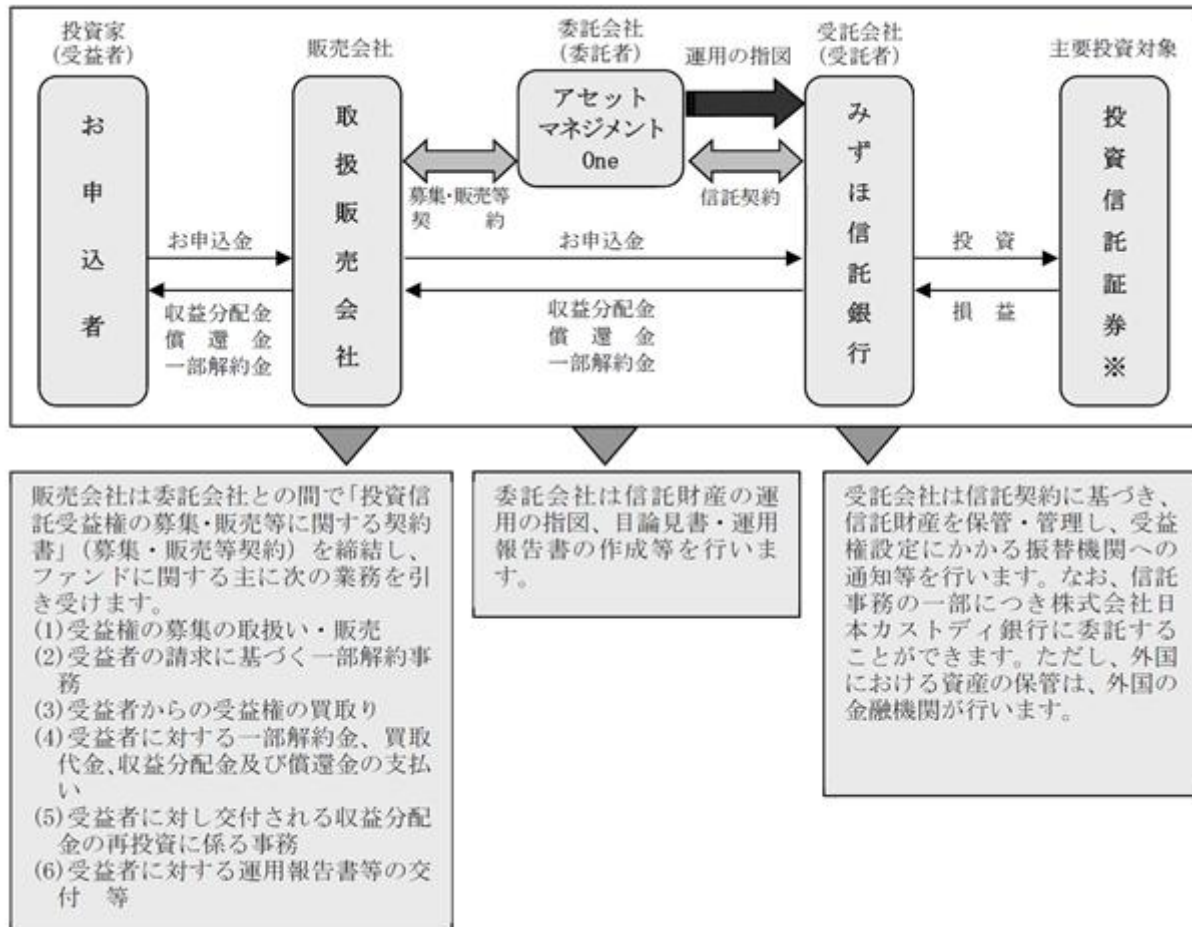 投資家
(受益者)
販売会社
委託会社
(委託者)
運用の指図
受託会社
(受託者)
主要投資対象
お申込者
取扱販売会社
アセット
マネジメント
One
みずほ信託銀行
投資信託証券※
募集・販売等
契　約
信託契約
お申込金
お申込金
投　資
収益分配金
償　還　金
一部解約金
収益分配金
償　還　金
一部解約金
損　益
販売会社は委託会社との間で「投資信
託受益権の募集・販売等に関する契約
書」（募集・販売等契約）を締結し、
ファンドに関する主に次の業務を引
き受けます。
(1)受益権の募集の取扱い・販売
(2)受益者の請求に基づく一部解約事
務
(3)受益者からの受益権の買取り
(4)受益者に対する一部解約金、買取
代金、収益分配金及び償還金の支払
い
(5)受益者に対し交付される収益分配
金の再投資に係る事務
(6)受益者に対する運用報告書等の交
付　等
委託会社は信託財産の運
用の指図、目論見書・運用
報告書の作成等を行いま
す。
受託会社は信託契約に基づき、
信託財産を保管・管理し、受益
権設定にかかる振替機関への
通知等を行います。なお、信託
事務の一部につき株式会社日
本カストディ銀行に委託する
ことができます。ただし、外国
における資産の保管は、外国の
金融機関が行います。